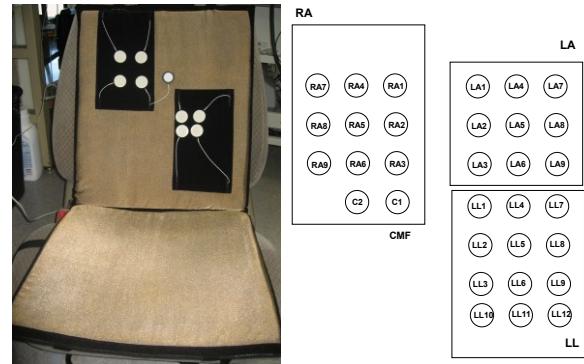 RA
LA
RA7 RA4 RA1
RA8 RA5 RA2
RA9 RA6 RA3
C2 C1
CMF
LA1 LA4 LA7
LA2 LA5 LA8
LA3 LA6 LA9
LL1 LL4 LL7
LL2 LL5 LL8
LL3 LL6 LL9
LL10 LL11 LL12
LL